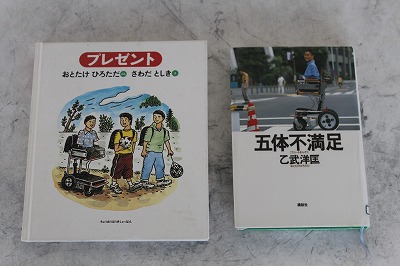 プレゼント
おとたけ ひろただ さわだ としき
五体不満足
乙武洋匡
講談社